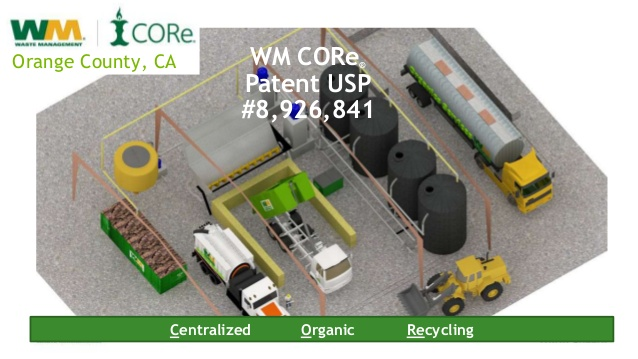 WM
WASTE MANAGEMENT
CORe.
Orange County, CA
WM CORe®
Patent USP
#8,926,841
Centralized Organic Recycling